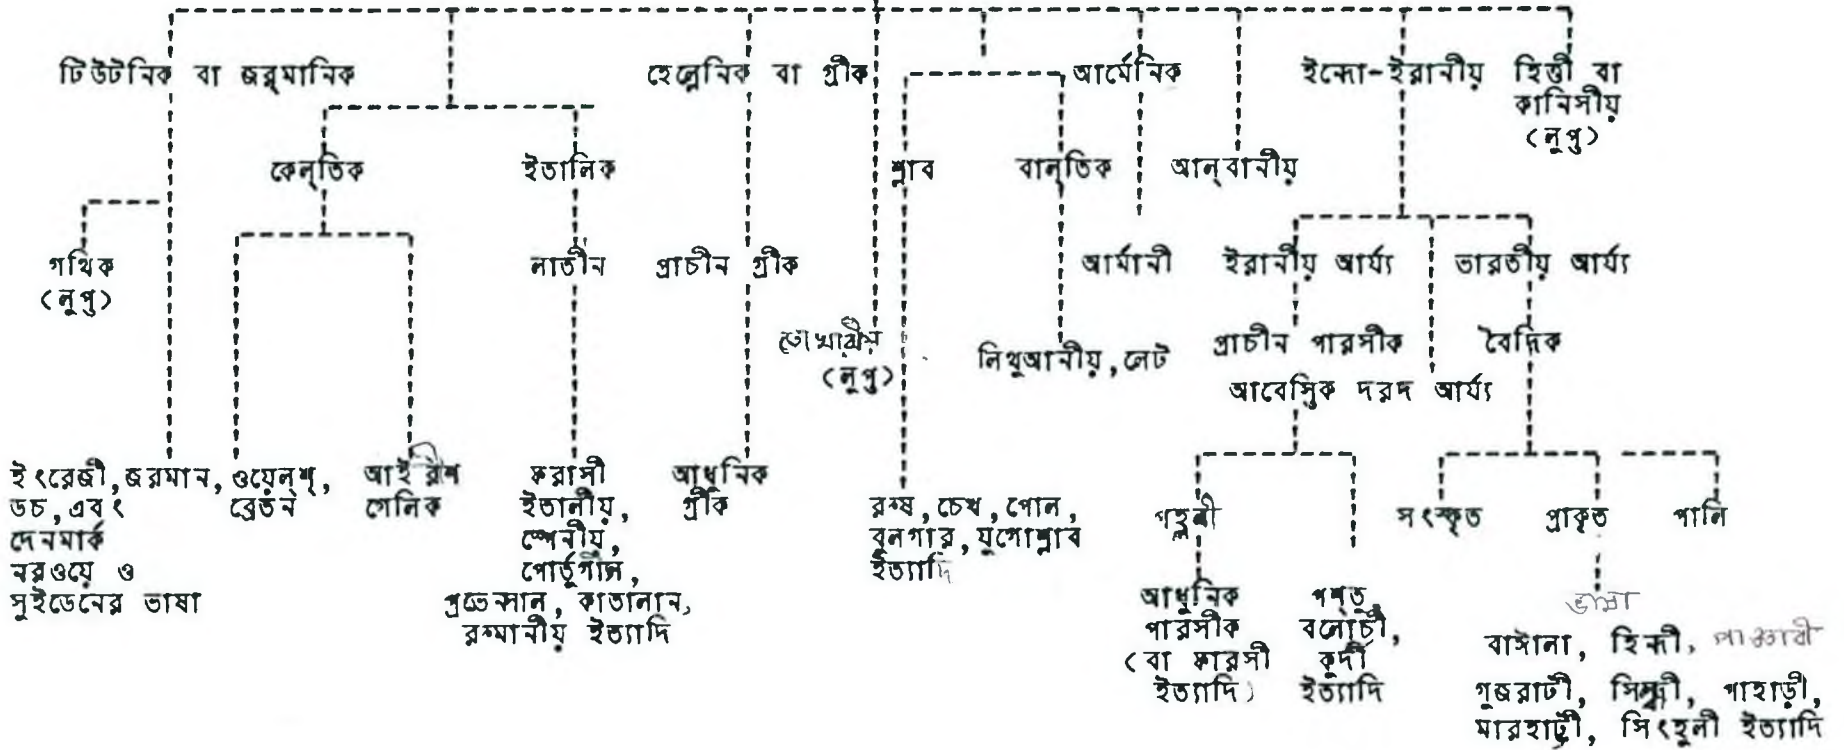 টিউটনিক বা জর্‌মানিক
হেল্লেনিক বা গ্রীক
আর্মেনিক
ইন্দো-ইরানীয়
হিত্তী বা
কানিসীয়
(লুপ্ত)
কেল্‌তিক
ইতালিক
শ্লাব
বাল্‌তিক
আল্‌বানীয়
গথিক
(লুপ্ত)
লাতীন
প্রাচীন গ্রীক
আর্মানী
ইরানীয় আর্য্য
ভারতীয় আর্য্য
তোখারীয়
(লুপ্ত)
লিথুআনীয়, লেট
প্রাচীন পারসীক
বৈদিক
আবেস্তিক দরদ আর্য্য
ইংরেজী, জরমান,
ডচ, এবং
দেনমার্ক
নরওয়ে ও
সুইডেনের ভাষা
ওয়েল্‌শ্,
ব্রেতন
আইরিশ
গেলিক
ফরাসী
ইতালীয়,
স্পেনীয়,
পোর্তুগীস,
প্রভেন্সাল, কাতালান,
রুমানীয় ইত্যাদি
আধুনিক
গ্রীক
রুষ, চেখ, পোল,
বুলগার, যুগোশ্লাব
ইত্যাদি
পহ্লবী
সংস্কৃত
প্রাকৃত
পালি
আধুনিক
পারসীক
(বা ফারসী
ইত্যাদি)
পশ্‌তু,
বলোচী,
কুর্দী
ইত্যাদি
ভাষা
বাঙ্গালা, হিন্দী, পাঞ্জাবী
গুজরাটী, সিন্ধী, পাহাড়ী,
মারহাট্টী, সিংহলী ইত্যাদি